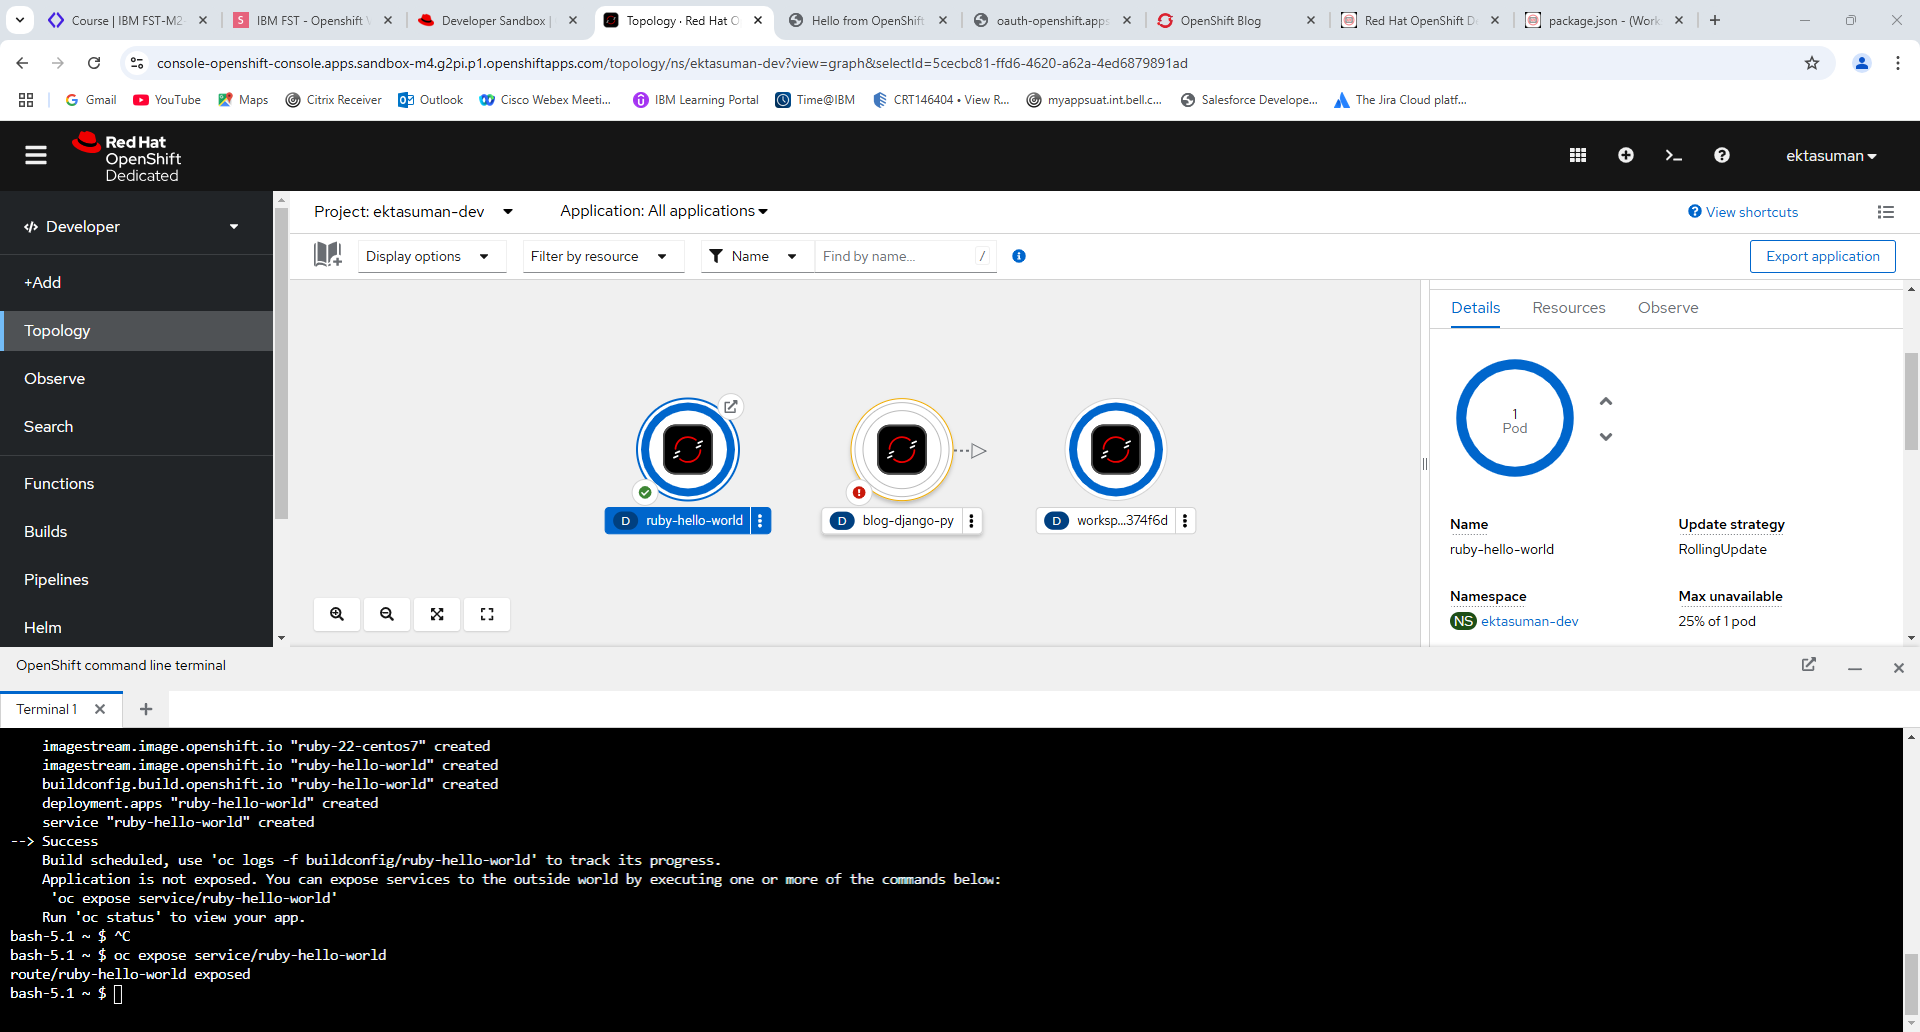 Course | IBM FST-M2-
IBM FST - Openshift V
Developer Sandbox |
Topology · Red Hat O
Hello from OpenShift
oauth-openshift.apps
OpenShift Blog
Red Hat OpenShift D
package.json - (Work
console-openshift-console.apps.sandbox-m4.g2pi.p1.openshiftapps.com/topology/ns/ektasuman-dev?view=graph&selectId=5cecbc81-ffd6-4620-a62a-4ed6879891ad
Gmail
YouTube
Maps
Citrix Receiver
Outlook
Cisco Webex Meeti...
IBM Learning Portal
Time@IBM
CRT146404 • View R...
myappsuat.int.bell.c...
Salesforce Develope...
The Jira Cloud platf...
Red Hat
OpenShift
Dedicated
ektasuman
Developer
+Add
Topology
Observe
Search
Functions
Builds
Pipelines
Helm
Project: ektasuman-dev
Application: All applications
View shortcuts
Display options
Filter by resource
Name
Find by name...
/
Export application
D ruby-hello-world
D blog-django-py
D worksp...374f6d
Details
Resources
Observe
1
Pod
Name
ruby-hello-world
Update strategy
RollingUpdate
Namespace
NS ektasuman-dev
Max unavailable
25% of 1 pod
OpenShift command line terminal
Terminal 1
imagestream.image.openshift.io "ruby-22-centos7" created
imagestream.image.openshift.io "ruby-hello-world" created
buildconfig.build.openshift.io "ruby-hello-world" created
deployment.apps "ruby-hello-world" created
service "ruby-hello-world" created
--> Success
Build scheduled, use 'oc logs -f buildconfig/ruby-hello-world' to track its progress.
Application is not exposed. You can expose services to the outside world by executing one or more of the commands below:
'oc expose service/ruby-hello-world'
Run 'oc status' to view your app.
bash-5.1 ~ $ ^C
bash-5.1 ~ $ oc expose service/ruby-hello-world
route/ruby-hello-world exposed
bash-5.1 ~ $